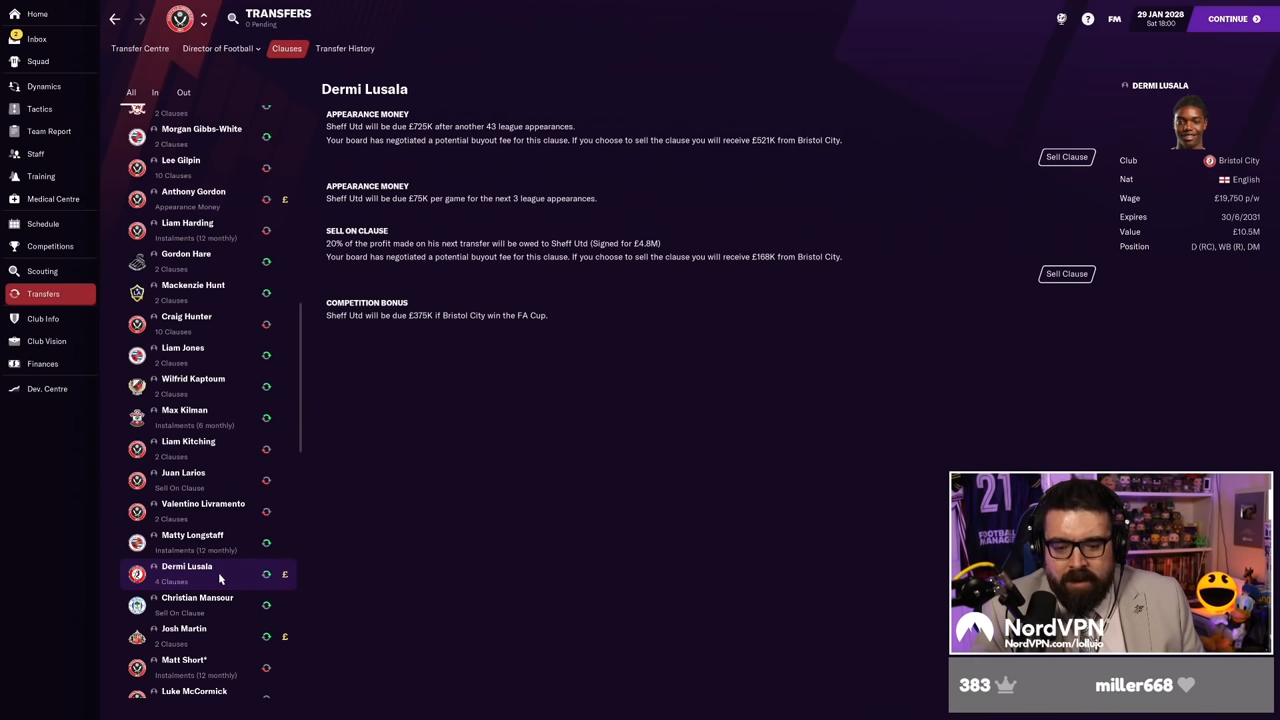 Home
TRANSFERS
0 Pending
29 JAN 2028
Sat 18:00
FM
CONTINUE
2
Inbox
Squad
Dynamics
Tactics
Team Report
Staff
Training
Medical Centre
Schedule
Competitions
Scouting
Transfers
Club Info
Club Vision
Finances
Dev. Centre
Transfer Centre
Director of Football
Clauses
Transfer History
All
In
Out
2 Clauses
Morgan Gibbs-White
2 Clauses
Lee Gilpin
10 Clauses
Anthony Gordon
£
Appearance Money
Liam Harding
Instalments (12 monthly)
Gordon Hare
2 Clauses
Mackenzie Hunt
2 Clauses
Craig Hunter
10 Clauses
Liam Jones
2 Clauses
Wilfrid Kaptoum
2 Clauses
Max Kilman
Instalments (6 monthly)
Liam Kitching
2 Clauses
Juan Larios
Sell On Clause
Valentino Livramento
2 Clauses
Matty Longstaff
Instalments (12 monthly)
Dermi Lusala
£
4 Clauses
Christian Mansour
Sell On Clause
Josh Martin
£
2 Clauses
Matt Short*
Instalments (12 monthly)
Luke McCormick
Dermi Lusala
APPEARANCE MONEY
Sheff Utd will be due £725K after another 43 league appearances.
Your board has negotiated a potential buyout fee for this clause. If you choose to sell the clause you will receive £521K from Bristol City.
Sell Clause
APPEARANCE MONEY
Sheff Utd will be due £75K per game for the next 3 league appearances.
SELL ON CLAUSE
20% of the profit made on his next transfer will be owed to Sheff Utd (Signed for £4.8M)
Your board has negotiated a potential buyout fee for this clause. If you choose to sell the clause you will receive £168K from Bristol City.
Sell Clause
COMPETITION BONUS
Sheff Utd will be due £375K if Bristol City win the FA Cup.
DERMI LUSALA
Club Bristol City
Nat English
Wage £19,750 p/w
Expires 30/6/2031
Value £10.5M
Position D (RC), WB (R), DM
21
FOOTBALL
MANAGER
NordVPN
NordVPN.com/lollujo
383
miller668